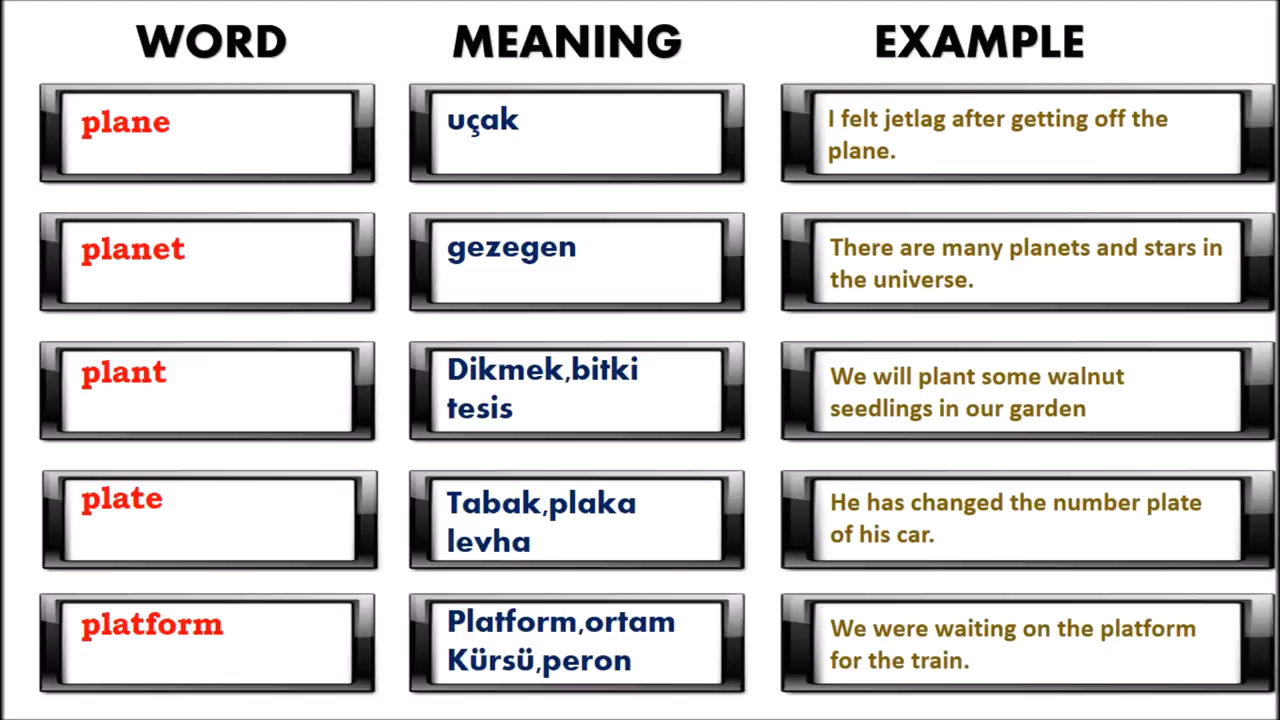 WORD MEANING EXAMPLE
plane
uçak
I felt jetlag after getting off the
plane.
planet
gezegen
There are many planets and stars in
the universe.
plant
Dikmek,bitki
tesis
We will plant some walnut
seedlings in our garden
plate
Tabak,plaka
levha
He has changed the number plate
of his car.
platform
Platform,ortam
Kürsü,peron
We were waiting on the platform
for the train.